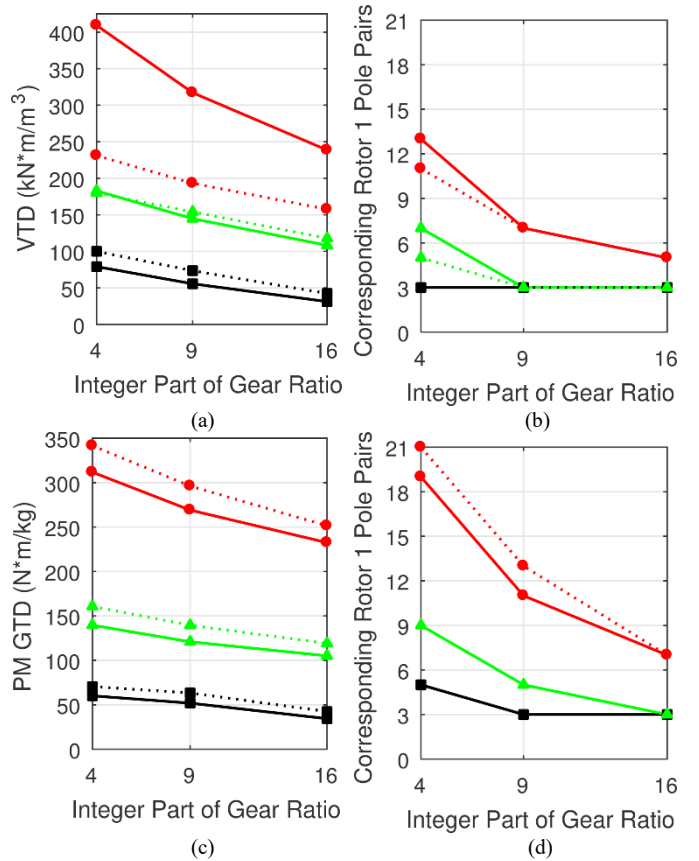 400
350
300
250
200
150
100
50
0
VTD (kN*m/m³)
4 9 16
Integer Part of Gear Ratio
(a)
21
18
15
12
9
6
3
0
Corresponding Rotor 1 Pole Pairs
4 9 16
Integer Part of Gear Ratio
(b)
350
300
250
200
150
100
50
0
PM GTD (N*m/kg)
4 9 16
Integer Part of Gear Ratio
(c)
21
18
15
12
9
6
3
0
Corresponding Rotor 1 Pole Pairs
4 9 16
Integer Part of Gear Ratio
(d)